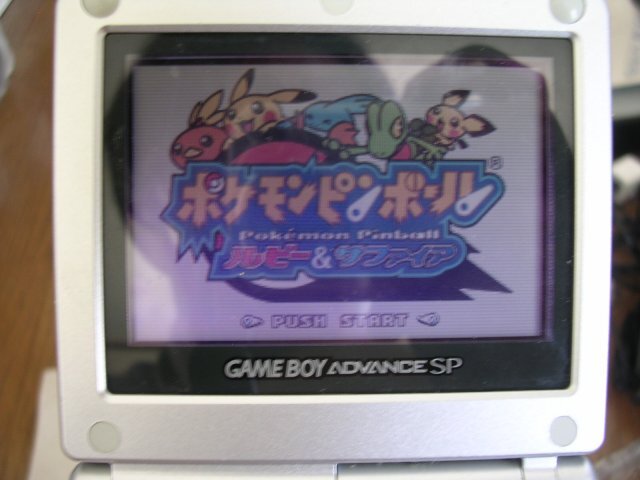 ポケモンピンボール®
Pokémon Pinball
ルビー&サファイア
PUSH START
GAME BOY ADVANCE SP